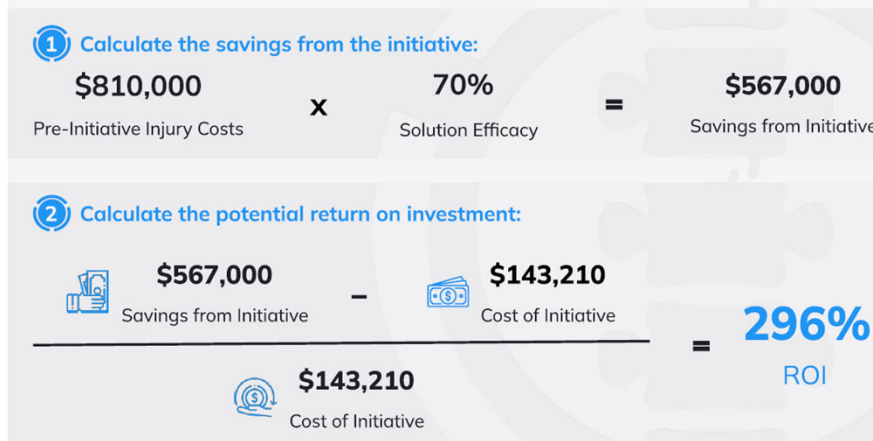 1 Calculate the savings from the initiative:
$810,000 x 70% = $567,000
Pre-Initiative Injury Costs Solution Efficacy Savings from Initiative
2 Calculate the potential return on investment:
$567,000 – $143,210
Savings from Initiative Cost of Initiative
= 296%
ROI
$143,210
Cost of Initiative